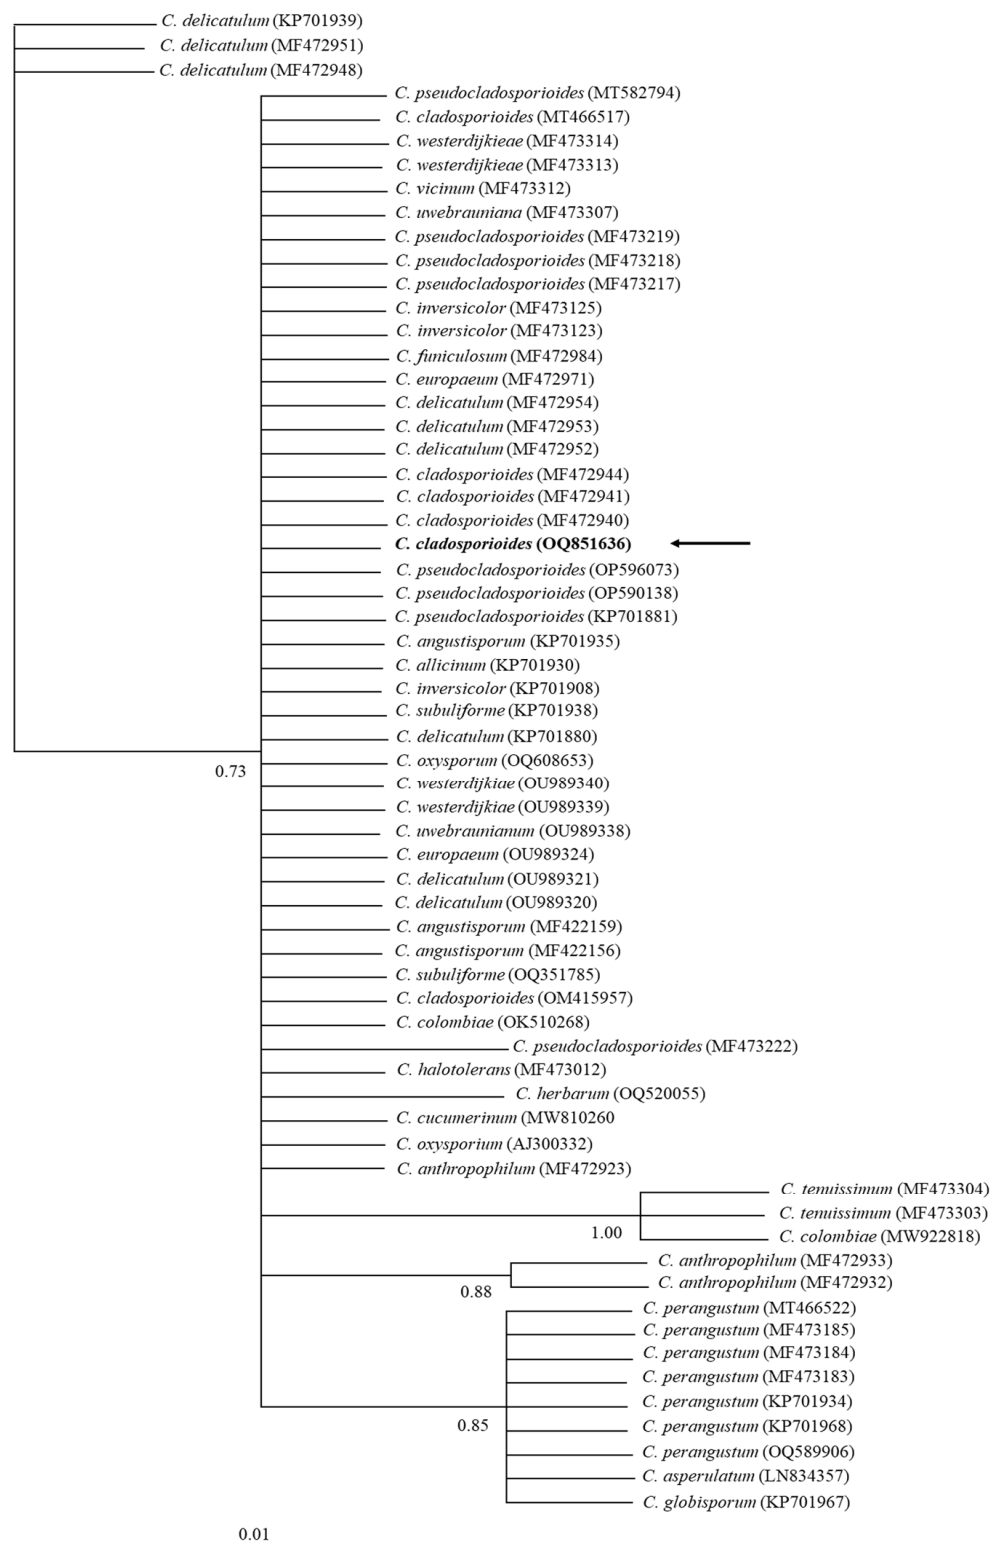 C. delicatulum (KP701939)
C. delicatulum (MF472951)
C. delicatulum (MF472948)
C. pseudocladosporioides (MT582794)
C. cladosporioides (MT466517)
C. westerdijkieae (MF473314)
C. westerdijkieae (MF473313)
C. vicinum (MF473312)
C. uwebrauniana (MF473307)
C. pseudocladosporioides (MF473219)
C. pseudocladosporioides (MF473218)
C. pseudocladosporioides (MF473217)
C. inversicolor (MF473125)
C. inversicolor (MF473123)
C. funiculosum (MF472984)
C. europaeum (MF472971)
C. delicatulum (MF472954)
C. delicatulum (MF472953)
C. delicatulum (MF472952)
C. cladosporioides (MF472944)
C. cladosporioides (MF472941)
C. cladosporioides (MF472940)
C. cladosporioides (OQ851636)
C. pseudocladosporioides (OP596073)
C. pseudocladosporioides (OP590138)
C. pseudocladosporioides (KP701881)
C. angustisporum (KP701935)
C. allicinum (KP701930)
C. inversicolor (KP701908)
C. subuliforme (KP701938)
C. delicatulum (KP701880)
C. oxysporum (OQ608653)
0.73
C. westerdijkiae (OU989340)
C. westerdijkiae (OU989339)
C. uwebraunianum (OU989338)
C. europaeum (OU989324)
C. delicatulum (OU989321)
C. delicatulum (OU989320)
C. angustisporum (MF422159)
C. angustisporum (MF422156)
C. subuliforme (OQ351785)
C. cladosporioides (OM415957)
C. colombiae (OK510268)
C. pseudocladosporioides (MF473222)
C. halotolerans (MF473012)
C. herbarum (OQ520055)
C. cucumerinum (MW810260
C. oxysporium (AJ300332)
C. anthropophilum (MF472923)
C. tenuissimum (MF473304)
C. tenuissimum (MF473303)
1.00
C. colombiae (MW922818)
C. anthropophilum (MF472933)
C. anthropophilum (MF472932)
0.88
C. perangustum (MT466522)
C. perangustum (MF473185)
C. perangustum (MF473184)
C. perangustum (MF473183)
C. perangustum (KP701934)
0.85
C. perangustum (KP701968)
C. perangustum (OQ589906)
C. asperulatum (LN834357)
C. globisporum (KP701967)
0.01